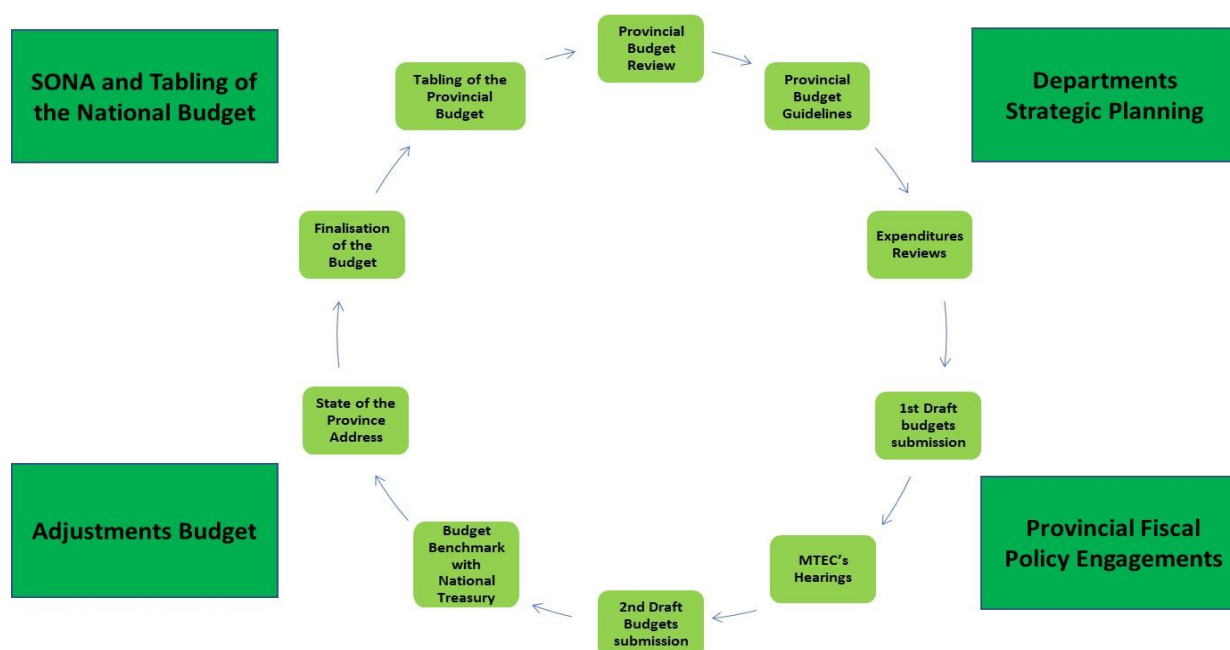 SONA and Tabling of
the National Budget
Departments
Strategic Planning
Adjustments Budget
Provincial Fiscal
Policy Engagements
Provincial
Budget
Review
Provincial
Budget
Guidelines
Expenditures
Reviews
1st Draft
budgets
submission
MTEC's
Hearings
2nd Draft
Budgets
submission
Budget
Benchmark
with
National
Treasury
State of the
Province
Address
Finalisation
of the
Budget
Tabling of the
Provincial
Budget